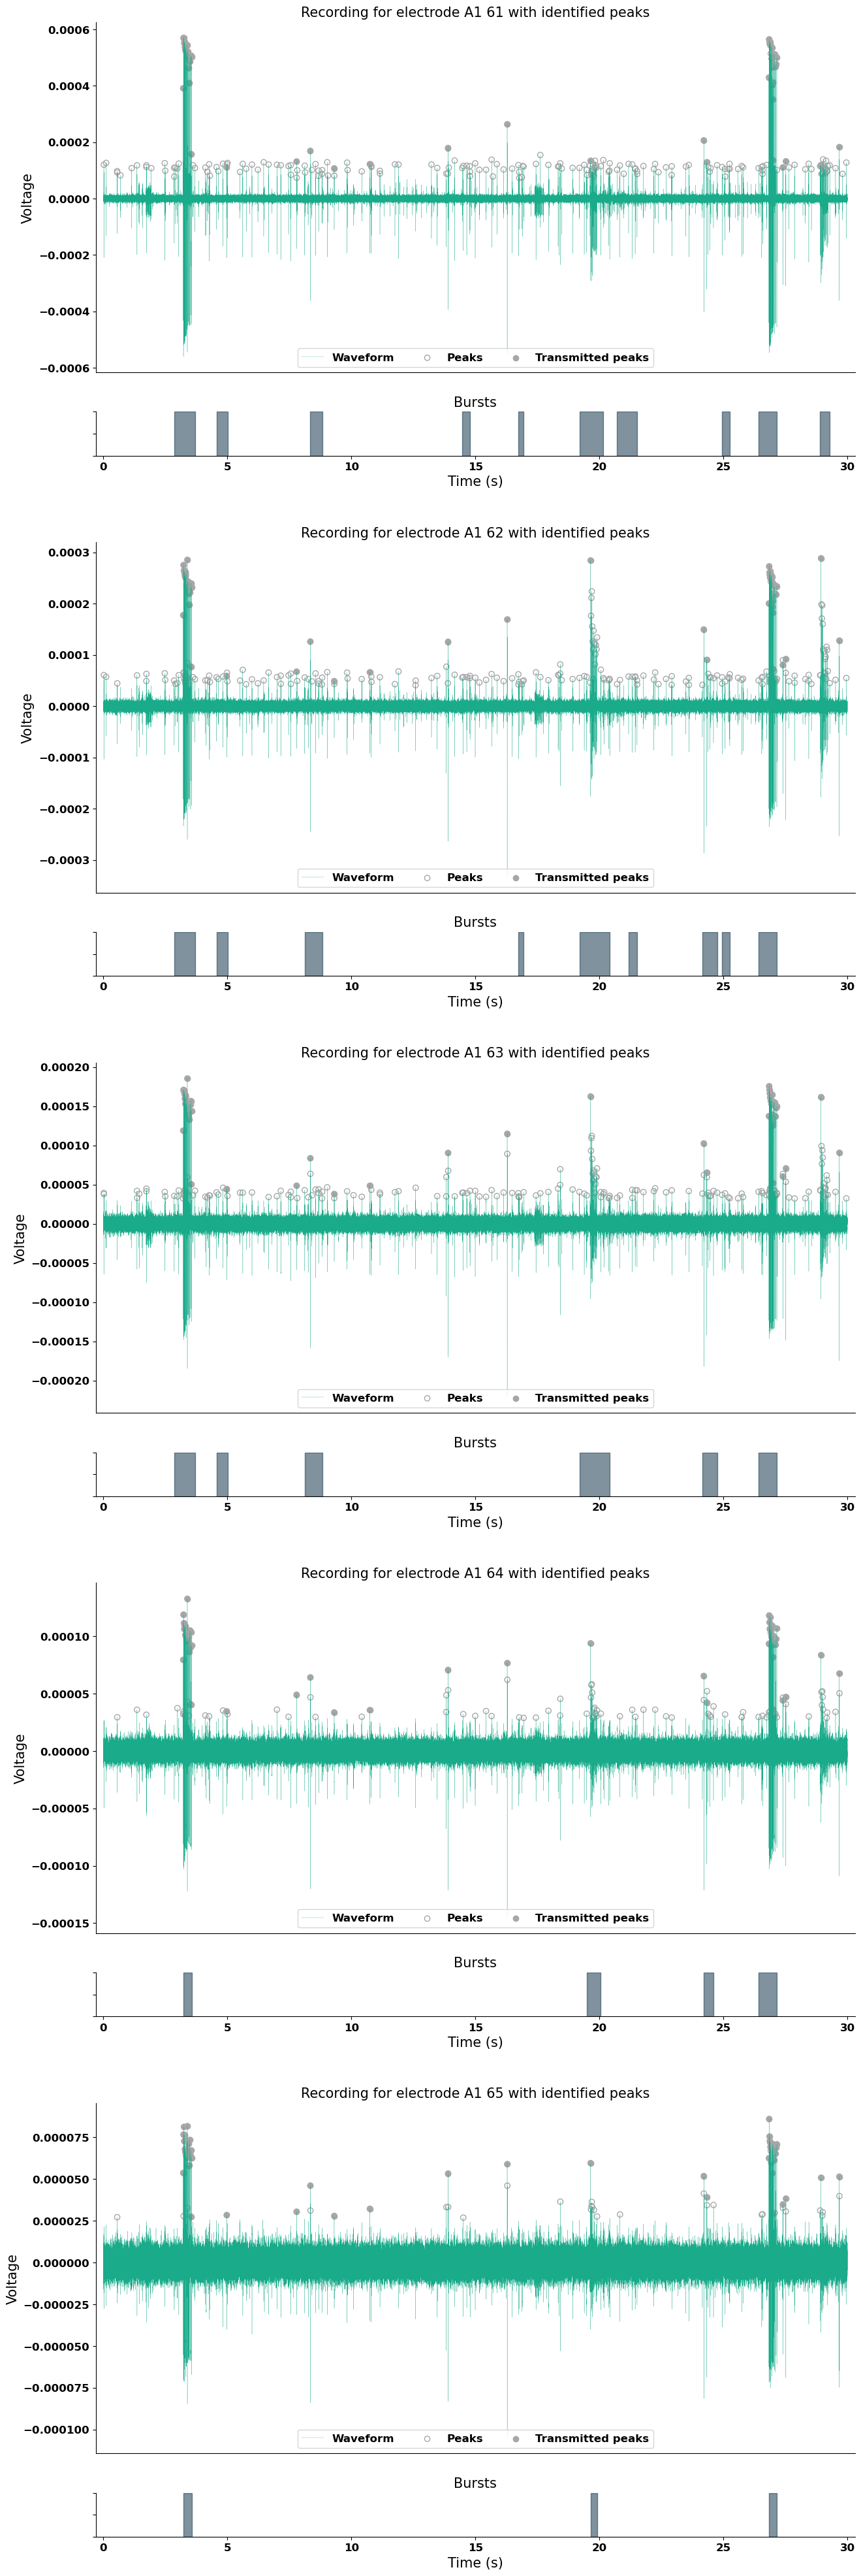 Recording for electrode A1 61 with identified peaks
0.0006
0.0004
0.0002
0.0000
−0.0002
−0.0004
−0.0006
Voltage
Waveform Peaks Transmitted peaks
Bursts
0 5 10 15 20 25 30
Time (s)
Recording for electrode A1 62 with identified peaks
0.0003
0.0002
0.0001
0.0000
−0.0001
−0.0002
−0.0003
Voltage
Waveform Peaks Transmitted peaks
Bursts
0 5 10 15 20 25 30
Time (s)
Recording for electrode A1 63 with identified peaks
0.00020
0.00015
0.00010
0.00005
0.00000
−0.00005
−0.00010
−0.00015
−0.00020
Voltage
Waveform Peaks Transmitted peaks
Bursts
0 5 10 15 20 25 30
Time (s)
Recording for electrode A1 64 with identified peaks
0.00010
0.00005
0.00000
−0.00005
−0.00010
−0.00015
Voltage
Waveform Peaks Transmitted peaks
Bursts
0 5 10 15 20 25 30
Time (s)
Recording for electrode A1 65 with identified peaks
0.000075
0.000050
0.000025
0.000000
−0.000025
−0.000050
−0.000075
−0.000100
Voltage
Waveform Peaks Transmitted peaks
Bursts
0 5 10 15 20 25 30
Time (s)